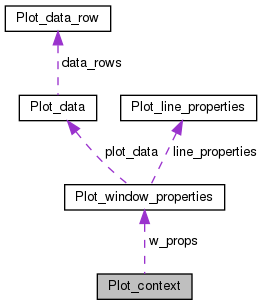 Plot_data_row
data_rows
Plot_data
Plot_line_properties
plot_data
line_properties
Plot_window_properties
w_props
Plot_context